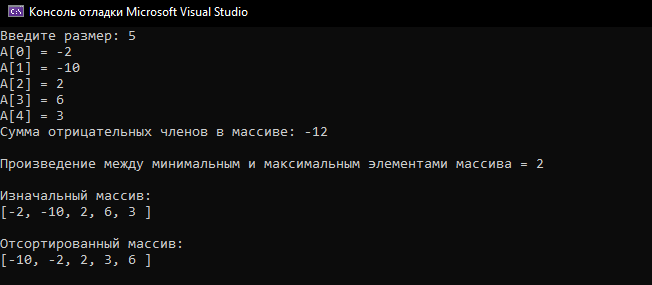 Консоль отладки Microsoft Visual Studio
Введите размер: 5
A[0] = -2
A[1] = -10
A[2] = 2
A[3] = 6
A[4] = 3
Сумма отрицательных членов в массиве: -12
Произведение между минимальным и максимальным элементами массива = 2
Изначальный массив:
[-2, -10, 2, 6, 3 ]
Отсортированный массив:
[-10, -2, 2, 3, 6 ]